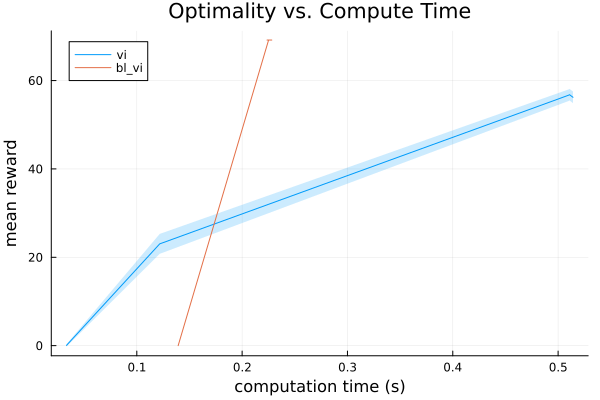 Optimality vs. Compute Time
vi
bl_vi
mean reward
60
40
20
0
0.1 0.2 0.3 0.4 0.5
computation time (s)